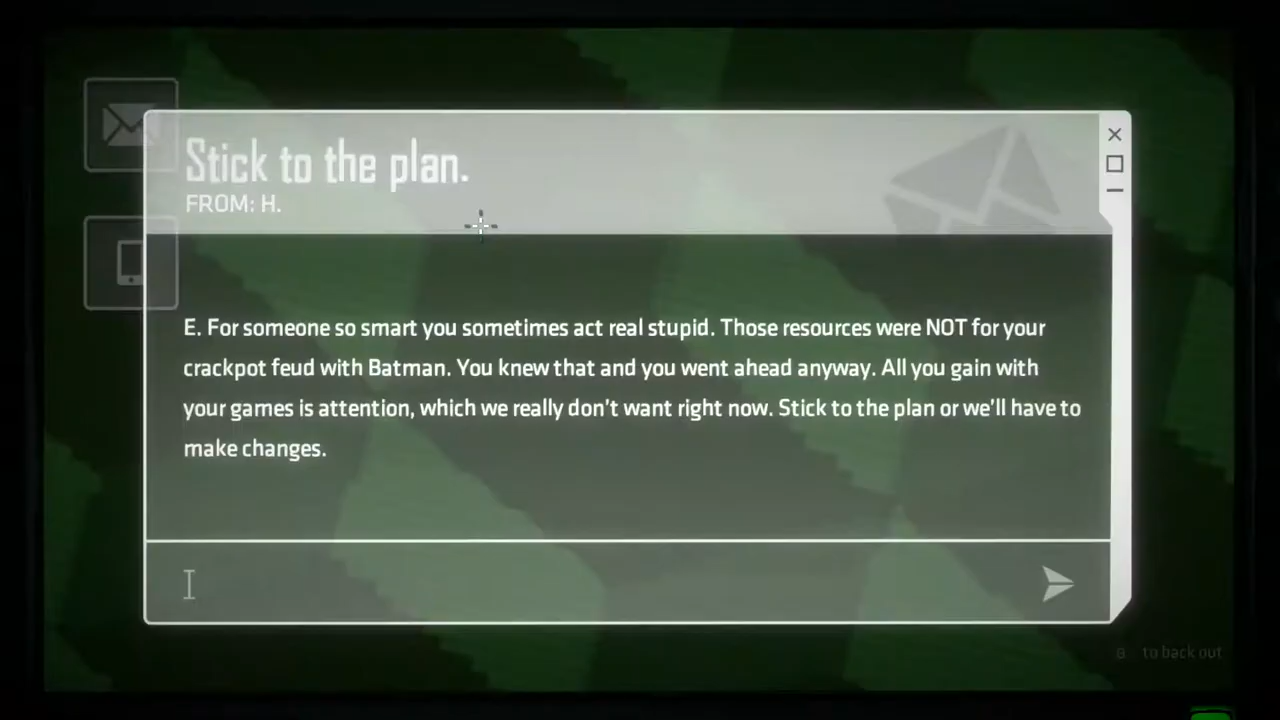 Stick to the plan.
FROM: H.
E. For someone so smart you sometimes act real stupid. Those resources were NOT for your
crackpot feud with Batman. You knew that and you went ahead anyway. All you gain with
your games is attention, which we really don't want right now. Stick to the plan or we'll have to
make changes.
B to back out